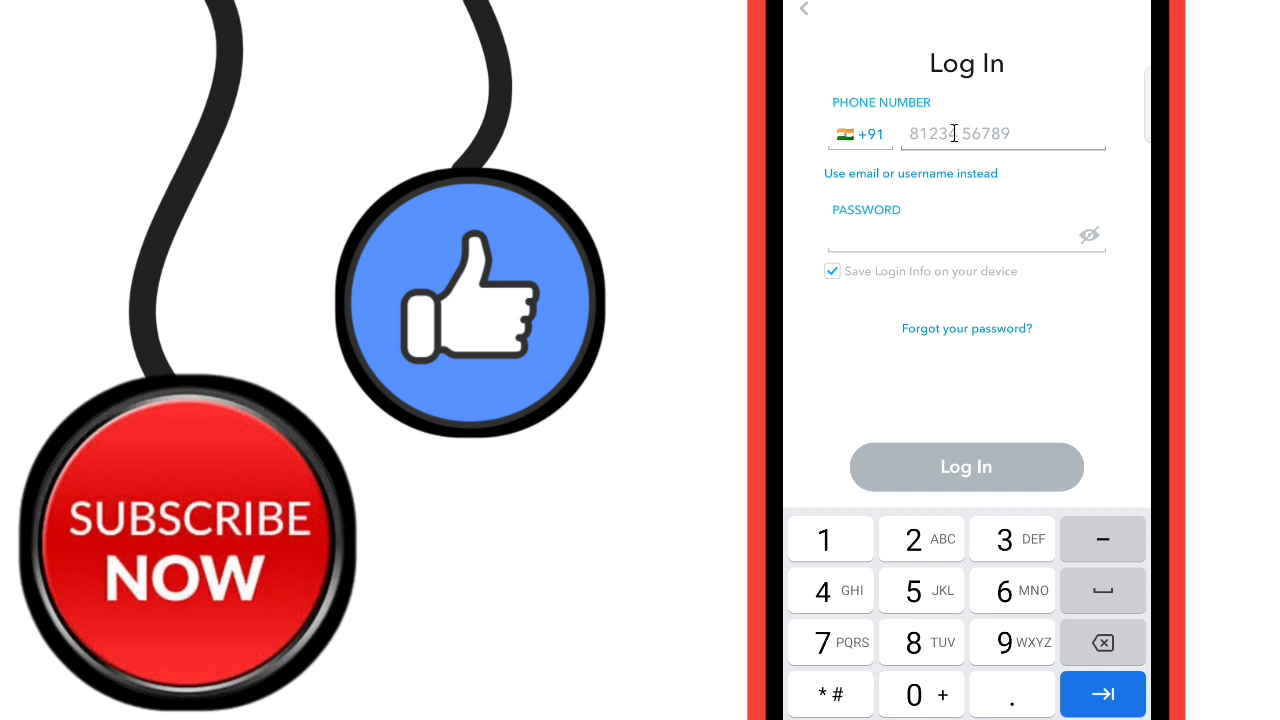 SUBSCRIBE
NOW
Log In
PHONE NUMBER
+91 81234 56789
Use email or username instead
PASSWORD
Save Login Info on your device
Forgot your password?
Log In
1 2 ABC 3 DEF −
4 GHI 5 JKL 6 MNO
7 PQRS 8 TUV 9 WXYZ
* # 0 + .